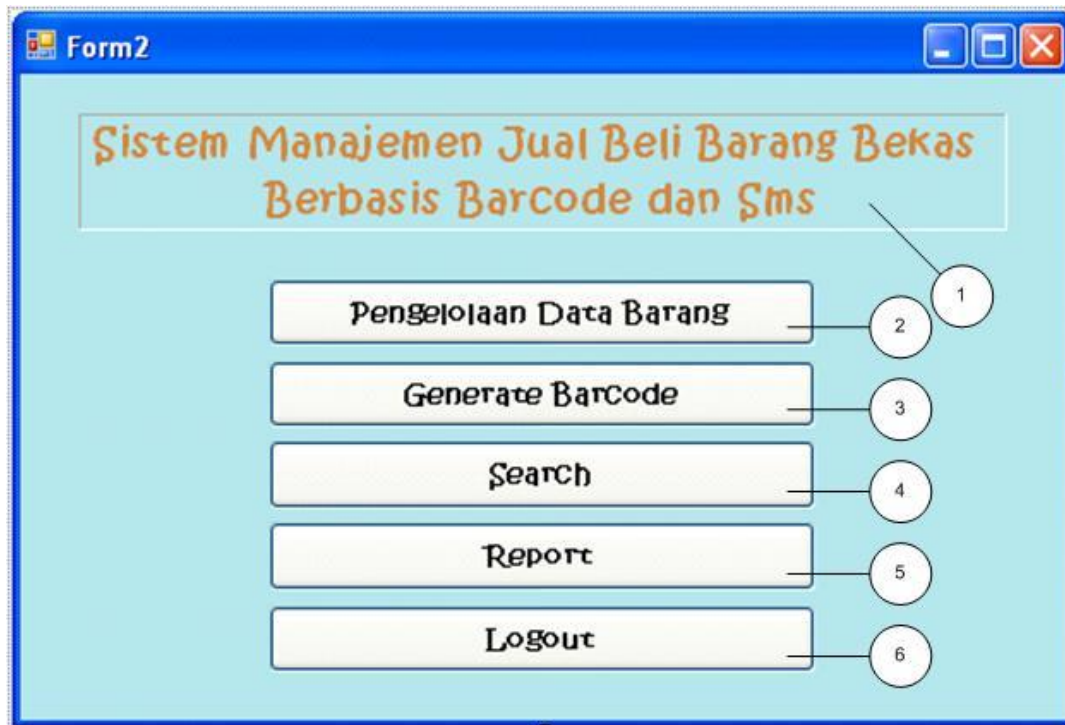 Form2
Sistem Manajemen Jual Beli Barang Bekas
Berbasis Barcode dan Sms
1
Pengelolaan Data Barang
2
Generate Barcode
3
Search
4
Report
5
Logout
6